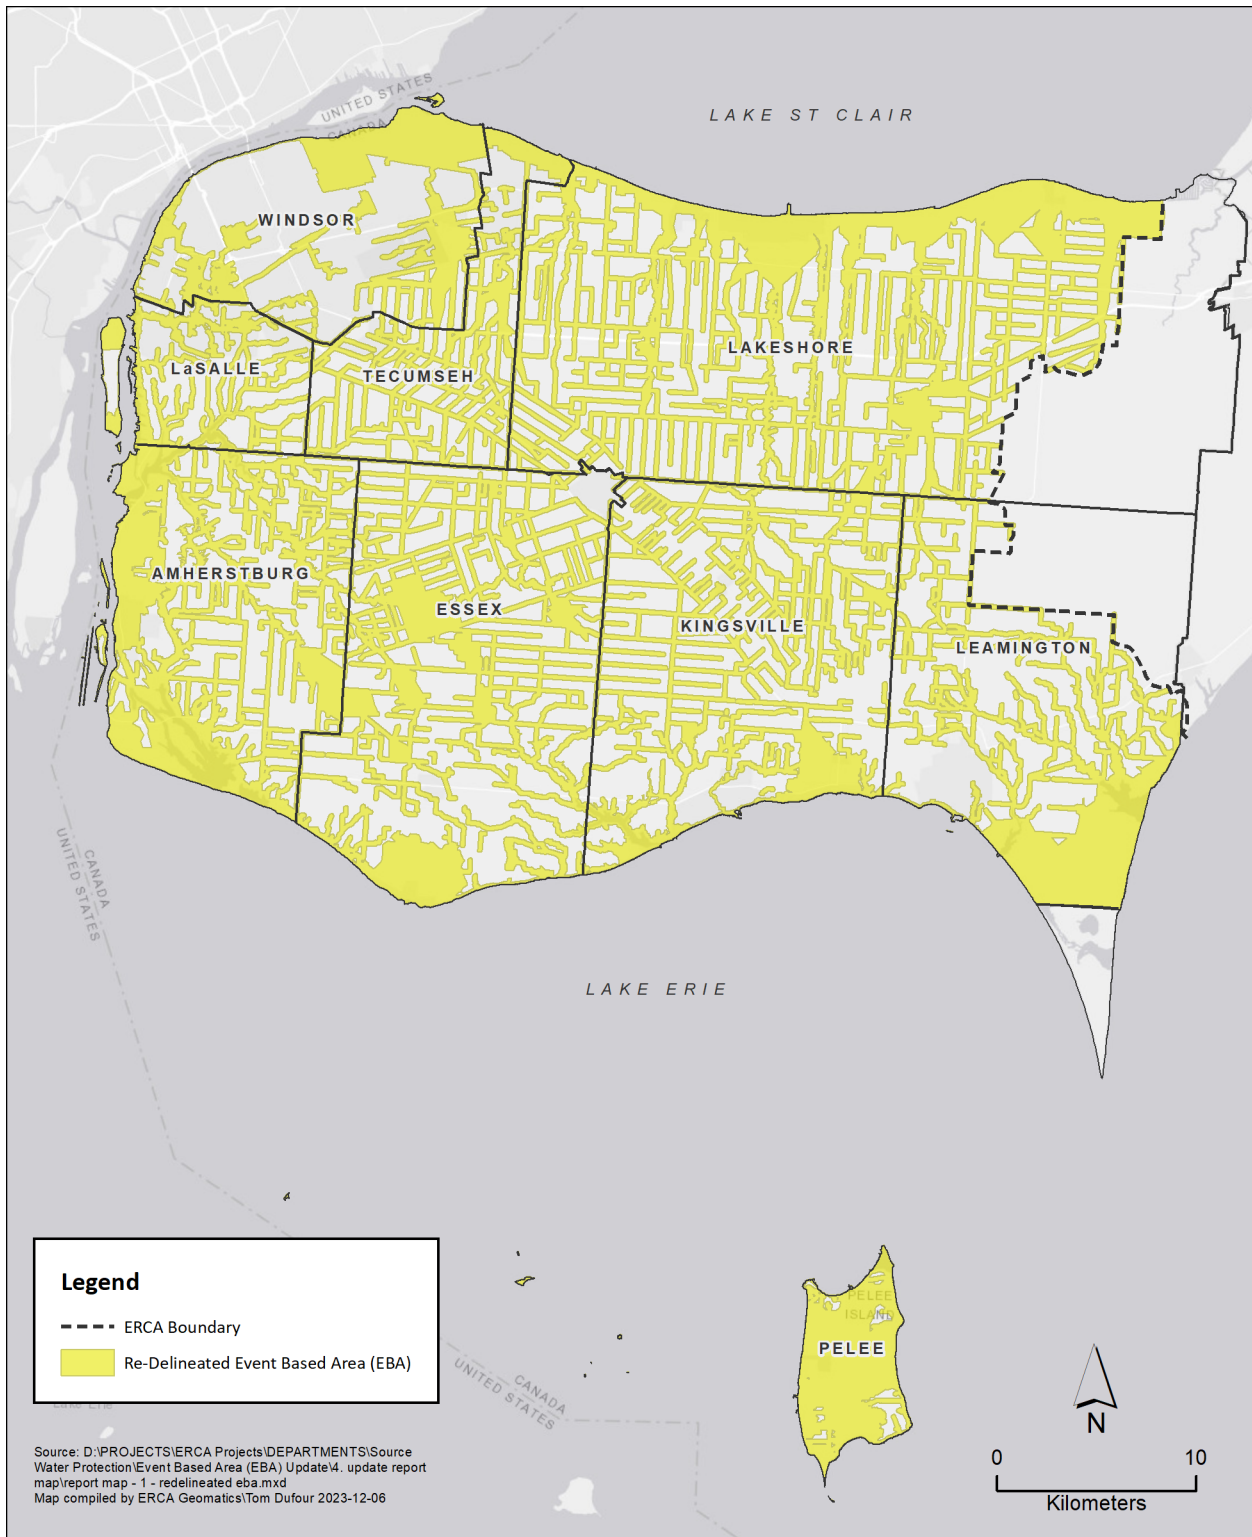 UNITED STATES
CANADA
LAKE ST CLAIR
WINDSOR
LAKESHORE
LaSALLE
TECUMSEH
AMHERSTBURG
ESSEX
KINGSVILLE
LEAMINGTON
CANADA
UNITED STATES
LAKE ERIE
PELEE
ISLAND
PELEE
CANADA
UNITED STATES
Legend
ERCA Boundary
Re-Delineated Event Based Area (EBA)
Lake Erie
N
0 10
Kilometers
Source: D:\PROJECTS\ERCA Projects\DEPARTMENTS\Source
Water Protection\Event Based Area (EBA) Update\4. update report
map\report map - 1 - redelineated eba.mxd
Map compiled by ERCA Geomatics\Tom Dufour 2023-12-06